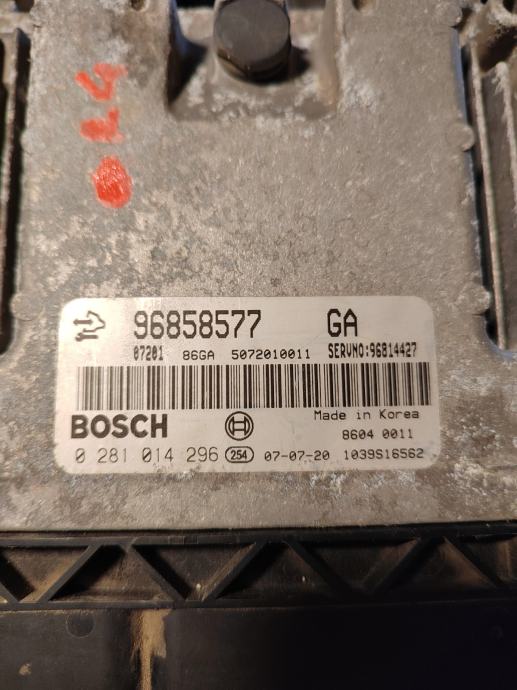 96858577 GA
07201 86GA 5072010011 SERVNO:96814427
BOSCH
Made in Korea
8604 0011
0 281 014 296 254 07-07-20 1039S16562